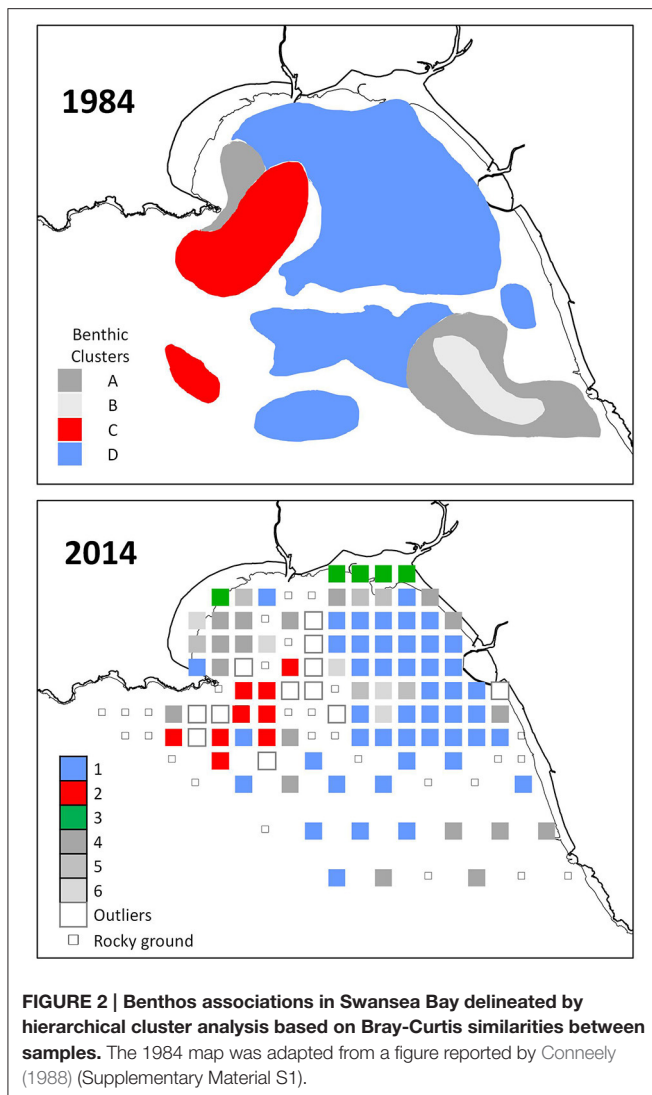 1984
Benthic
Clusters
A
B
C
D
2014
1
2
3
4
5
6
Outliers
Rocky ground
FIGURE 2 | Benthos associations in Swansea Bay delineated by
hierarchical cluster analysis based on Bray-Curtis similarities between
samples. The 1984 map was adapted from a figure reported by Conneely
(1988) (Supplementary Material S1).